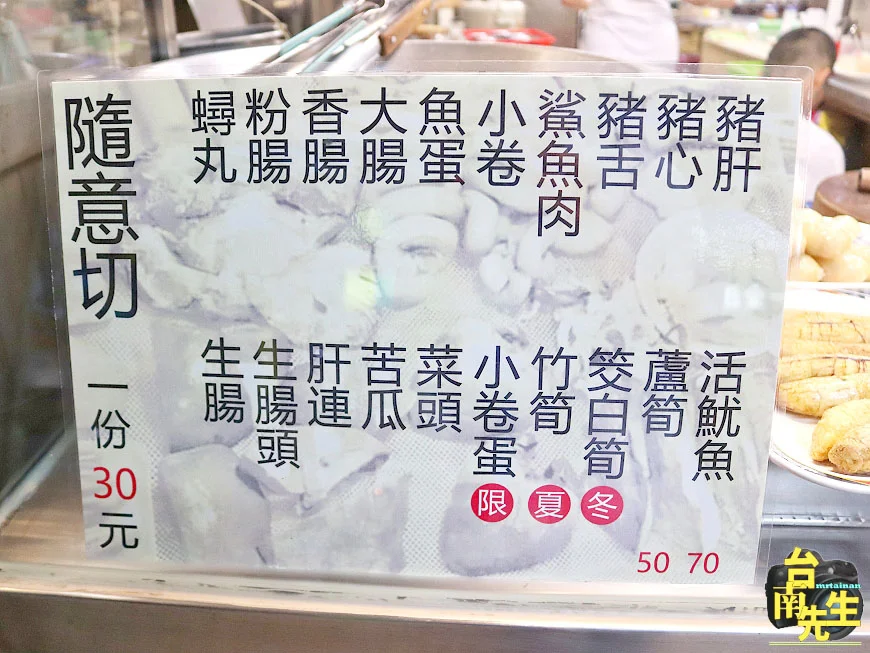 豬肝
豬心
豬舌
鯊魚肉
小卷
魚蛋
大腸
香腸
粉腸
蟳丸
活魷魚 70
蘆筍 50
筊白筍 冬
竹筍 夏
小卷蛋 限
菜頭
苦瓜
肝連
生腸頭
生腸
隨意切 一份30元
台南先生
mrtainan